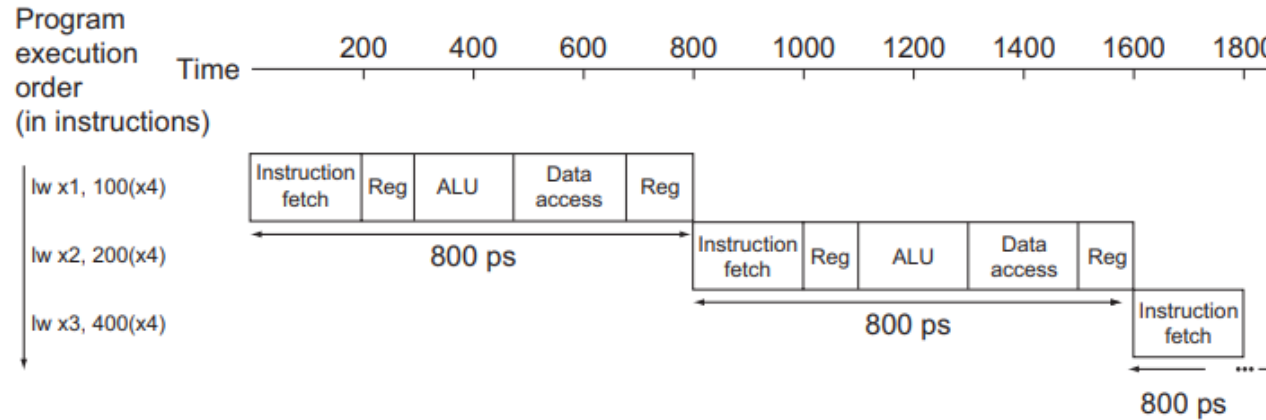 Program
execution
order
(in instructions)
Time
200 400 600 800 1000 1200 1400 1600 1800
lw x1, 100(x4)
Instruction
fetch
Reg
ALU
Data
access
Reg
800 ps
lw x2, 200(x4)
Instruction
fetch
Reg
ALU
Data
access
Reg
800 ps
lw x3, 400(x4)
Instruction
fetch
...
800 ps